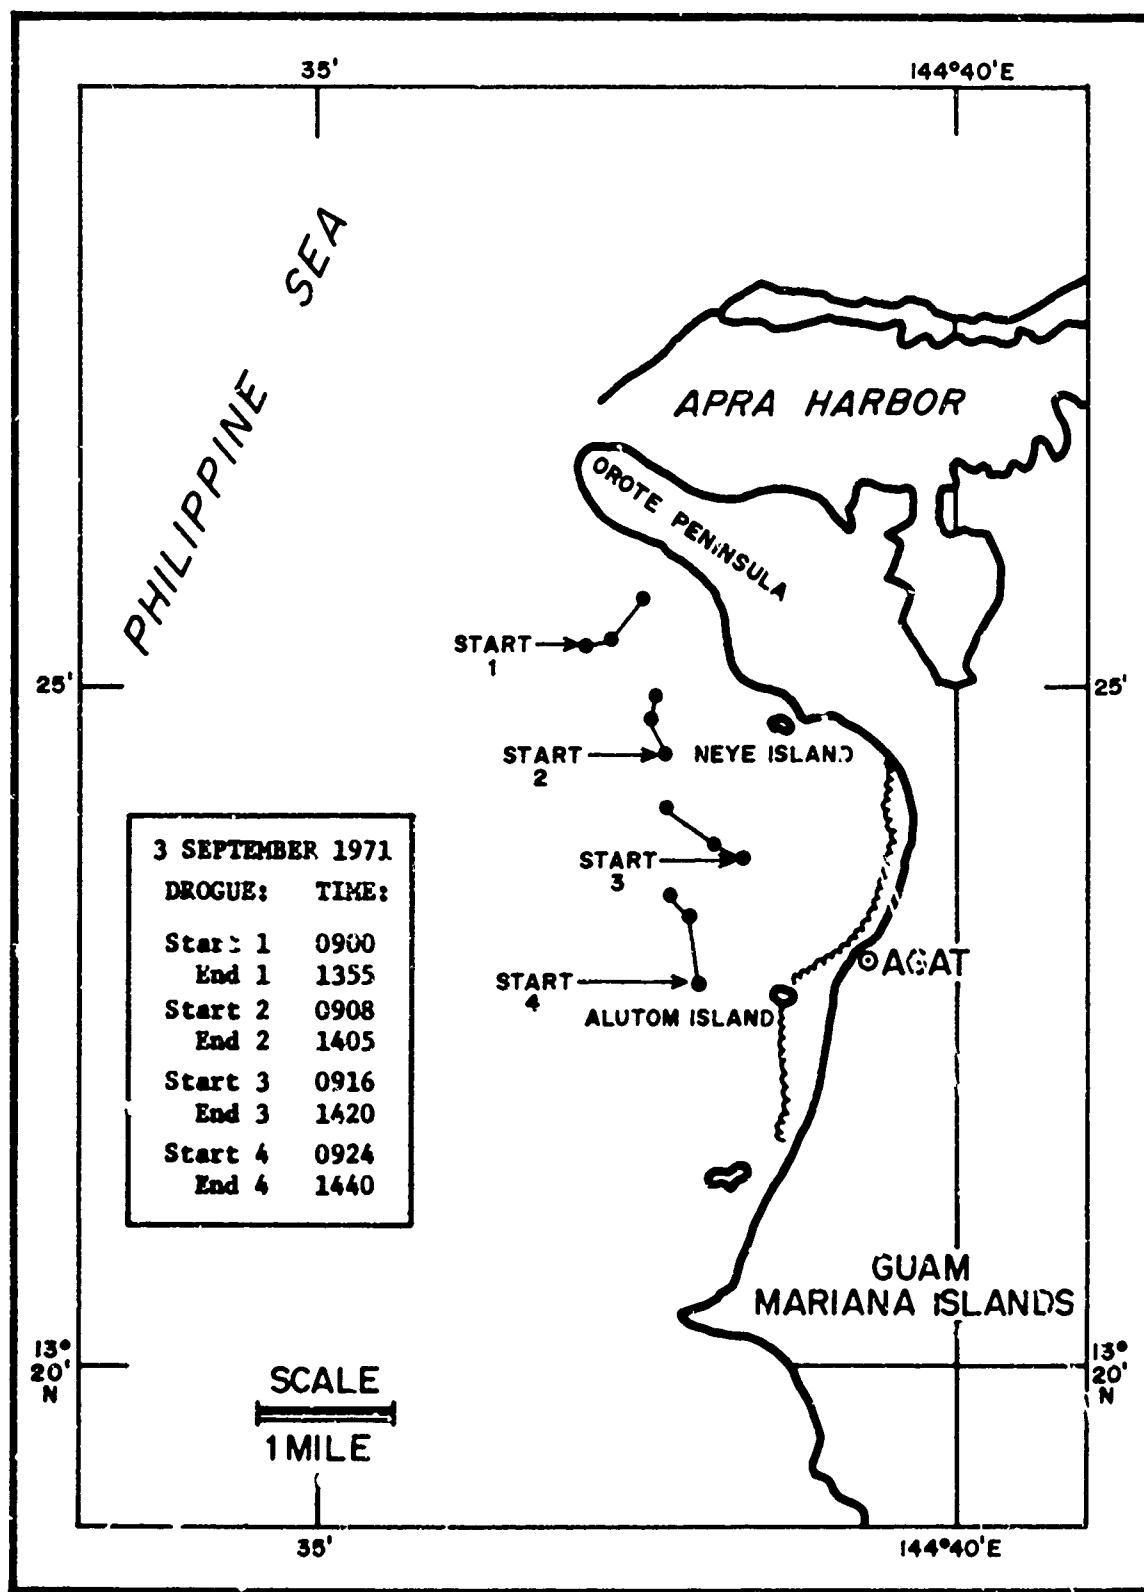 35'
144°40'E
PHILIPPINE SEA
APRA HARBOR
OROTE PENINSULA
START
1
25'
25'
START
2
NEYE ISLAND
START
3
AGAT
START
4
ALUTOM ISLAND
3 SEPTEMBER 1971
DROGUE: TIME:
Start 1 0900
End 1 1355
Start 2 0908
End 2 1405
Start 3 0916
End 3 1420
Start 4 0924
End 4 1440
GUAM
MARIANA ISLANDS
13°
20'
N
13°
20'
N
SCALE
1 MILE
35'
144°40'E